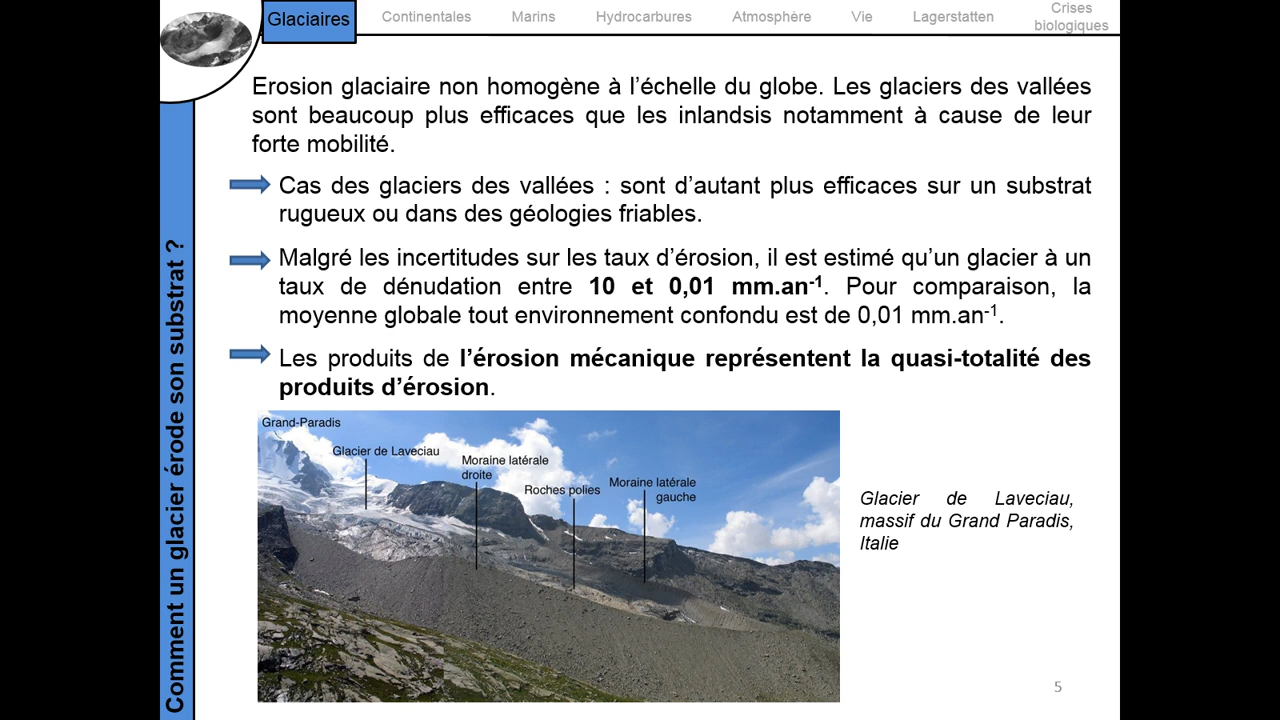 Glaciaires
Continentales
Marins
Hydrocarbures
Atmosphère
Vie
Lagerstatten
Crises
biologiques
Comment un glacier érode son substrat ?
Erosion glaciaire non homogène à l'échelle du globe. Les glaciers des vallées
sont beaucoup plus efficaces que les inlandsis notamment à cause de leur
forte mobilité.
Cas des glaciers des vallées : sont d'autant plus efficaces sur un substrat
rugueux ou dans des géologies friables.
Malgré les incertitudes sur les taux d'érosion, il est estimé qu'un glacier à un
taux de dénudation entre 10 et 0,01 mm.an⁻¹. Pour comparaison, la
moyenne globale tout environnement confondu est de 0,01 mm.an⁻¹.
Les produits de l'érosion mécanique représentent la quasi-totalité des
produits d'érosion.
Grand-Paradis
Glacier de Laveciau
Moraine latérale
droite
Roches polies
Moraine latérale
gauche
Glacier de Laveciau,
massif du Grand Paradis,
Italie
5